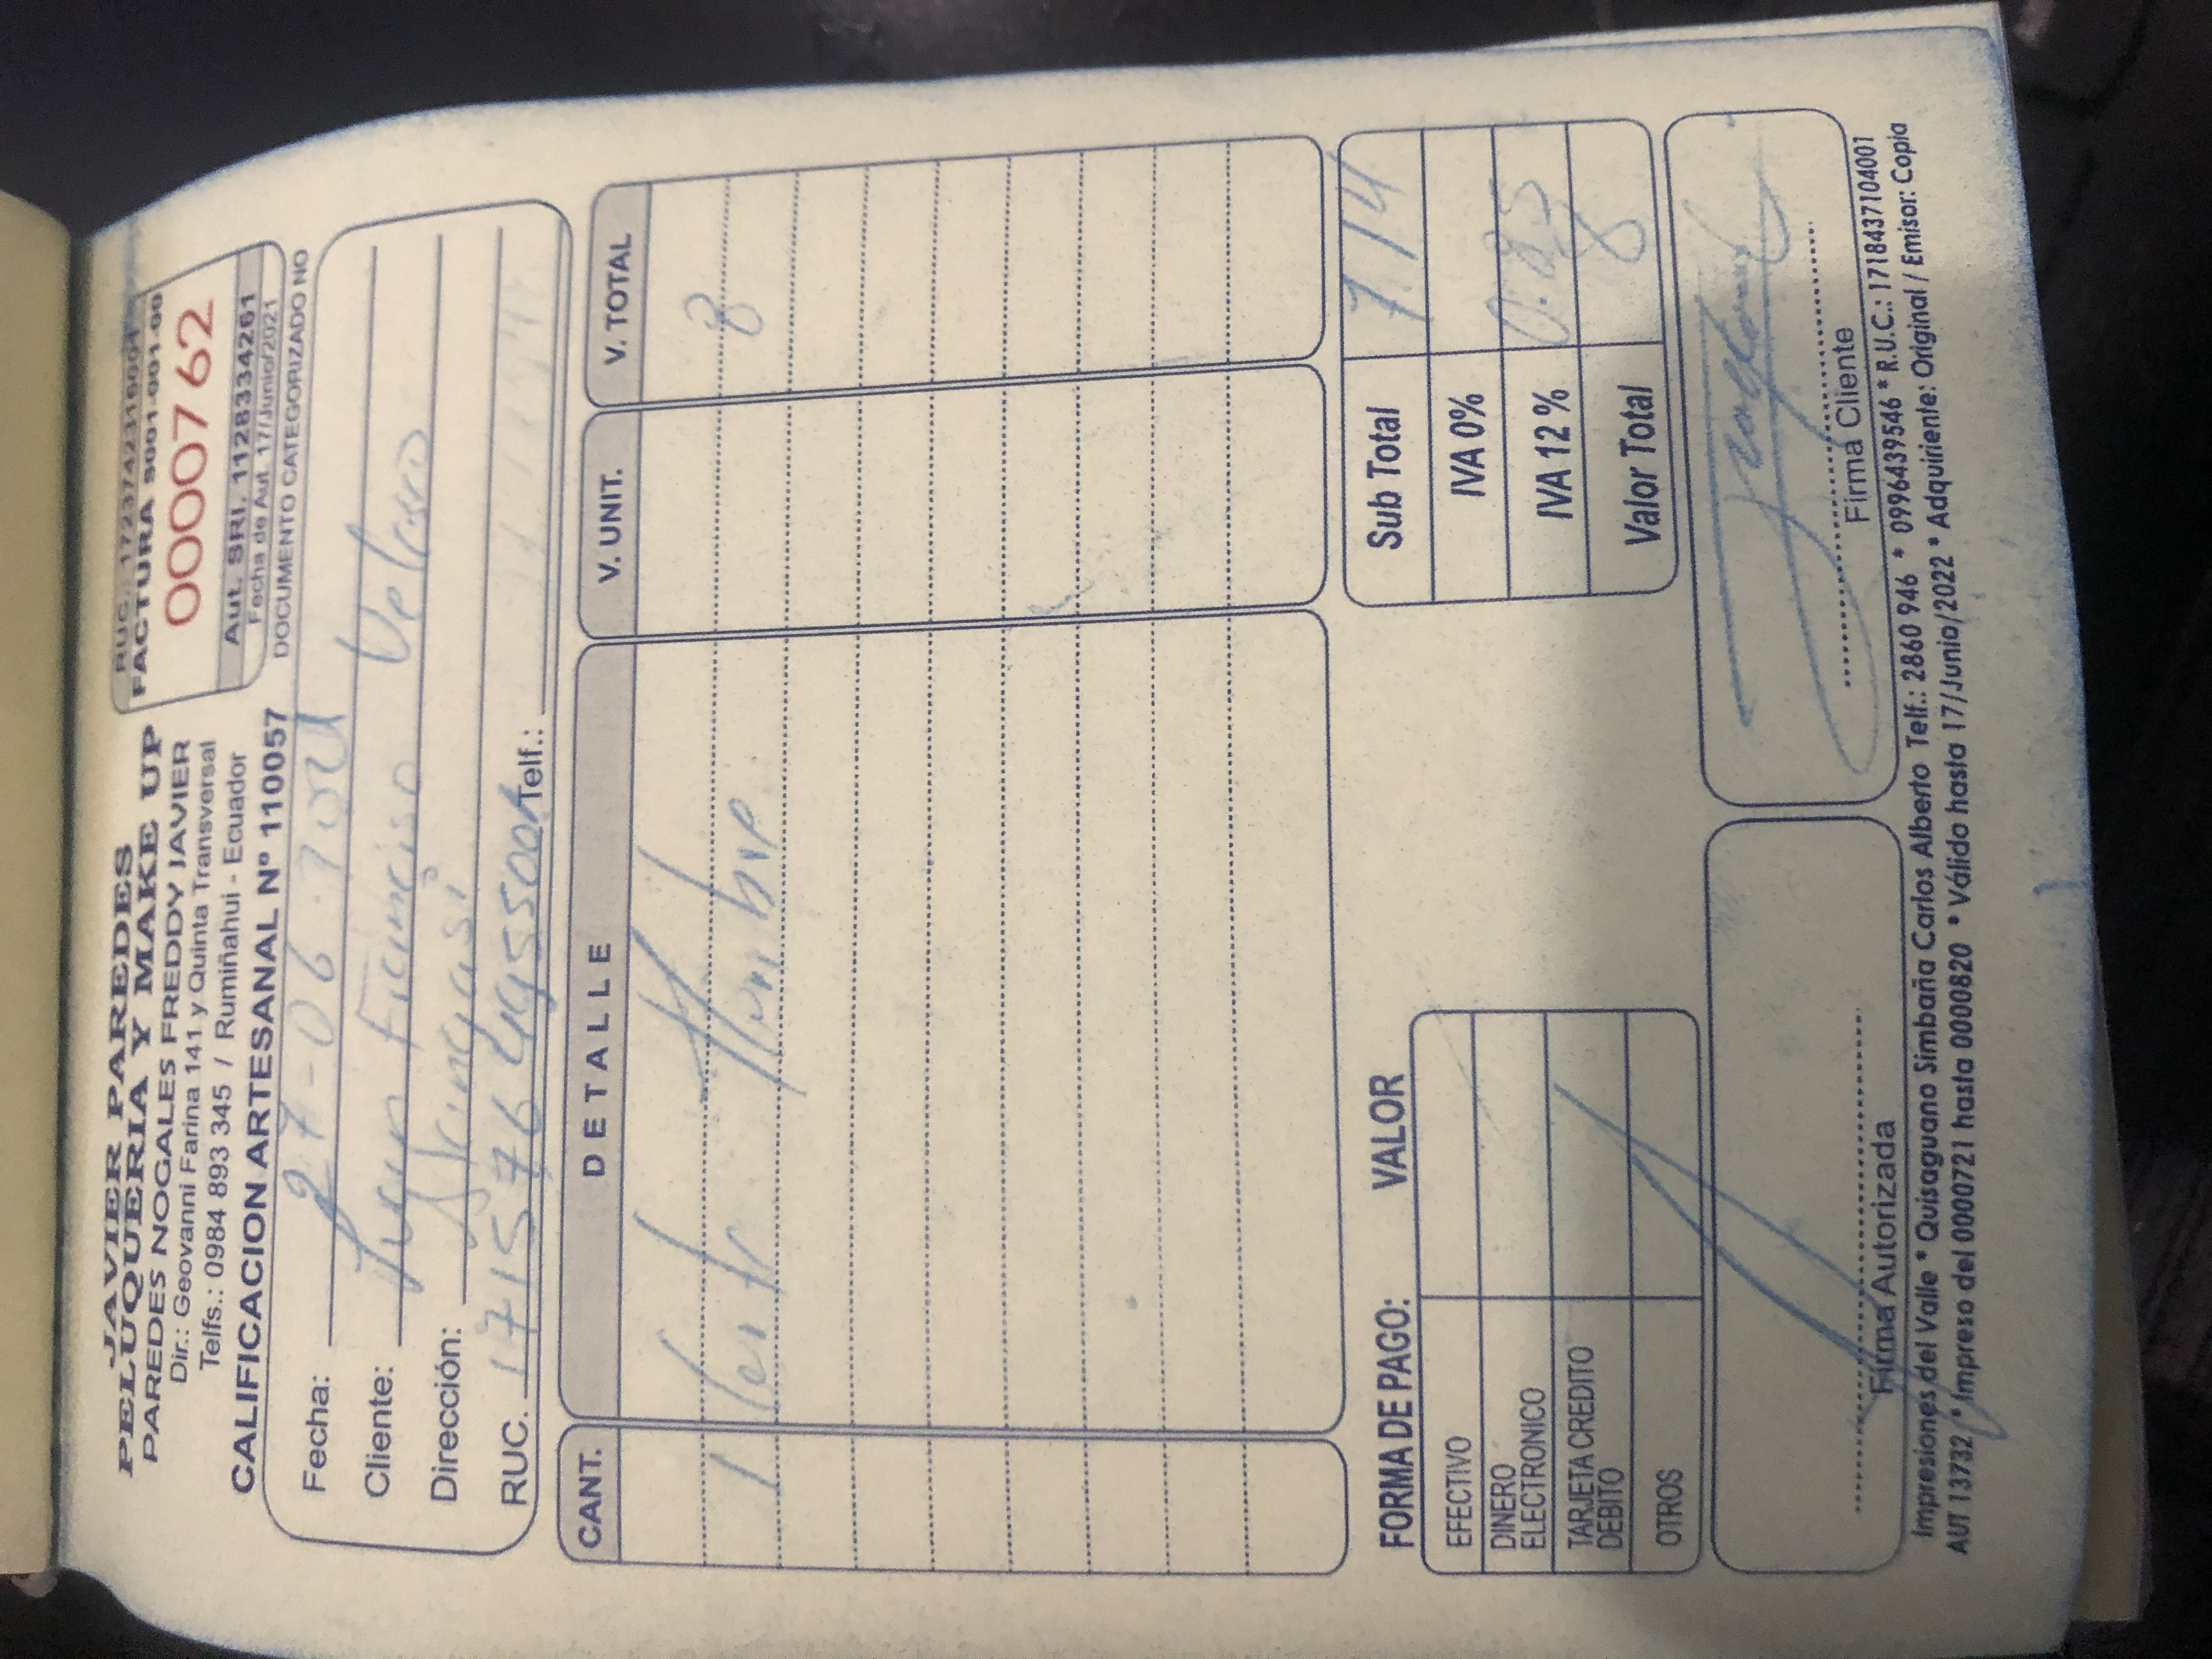 JAVIER PAREDES
PELUQUERIA Y MAKE UP
PAREDES NOGALES FREDDY JAVIER
Dir.: Geovanni Farina 141 y Quinta Transversal
Telfs.: 0984 893 345 / Rumiñahui - Ecuador
CALIFICACION ARTESANAL Nº 110057
RUC.: 1723742316001
FACTURA S001-001-00
0000762
Aut. SRI. 1128334261
Fecha de Aut. 17/Junio/2021
DOCUMENTO CATEGORIZADO NO
Fecha: 27-06-2021
Cliente: Juan Francisco Velasco
Dirección:
RUC. Telf.:
CANT. DETALLE V. UNIT. V. TOTAL
1 Corte Hombre 8
FORMA DE PAGO: VALOR
EFECTIVO
DINERO ELECTRONICO
TARJETA CREDITO DEBITO
OTROS
Sub Total 7.14
IVA 0%
IVA 12 % 0.85
Valor Total 8
Firma Autorizada
Firma Cliente
Impresiones del Valle * Quisaguano Simbaña Carlos Alberto Telf.: 2860 946 * 0996439546 * R.U.C.: 1718437104001
AUT 13732 * Impreso del 0000721 hasta 0000820 * Válido hasta 17/Junio/2022 * Adquiriente: Original / Emisor: Copia